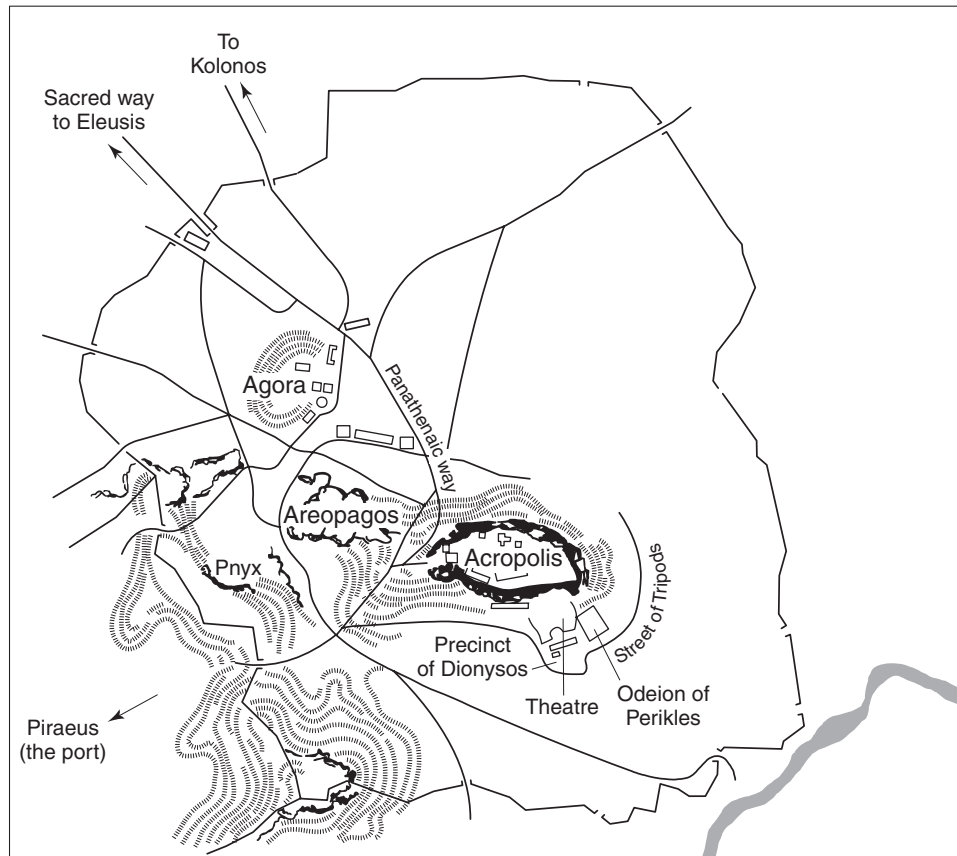 To
Kolonos
Sacred way
to Eleusis
Agora
Panathenaic way
Areopagos
Acropolis
Pnyx
Street of Tripods
Precinct
of Dionysos
Theatre
Odeion of
Perikles
Piraeus
(the port)